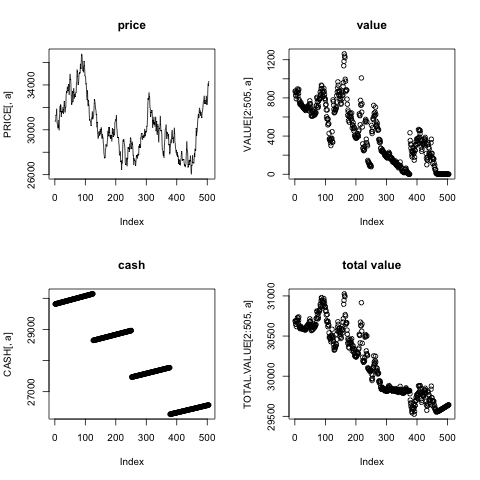 price
PRICE[, a]
34000
30000
26000
0 100 200 300 400 500
Index
value
VALUE[2:505, a]
1200
800
400
0
0 100 200 300 400 500
Index
cash
CASH[, a]
29000
27000
0 100 200 300 400 500
Index
total value
TOTAL.VALUE[2:505, a]
31000
30000
29500
0 100 200 300 400 500
Index